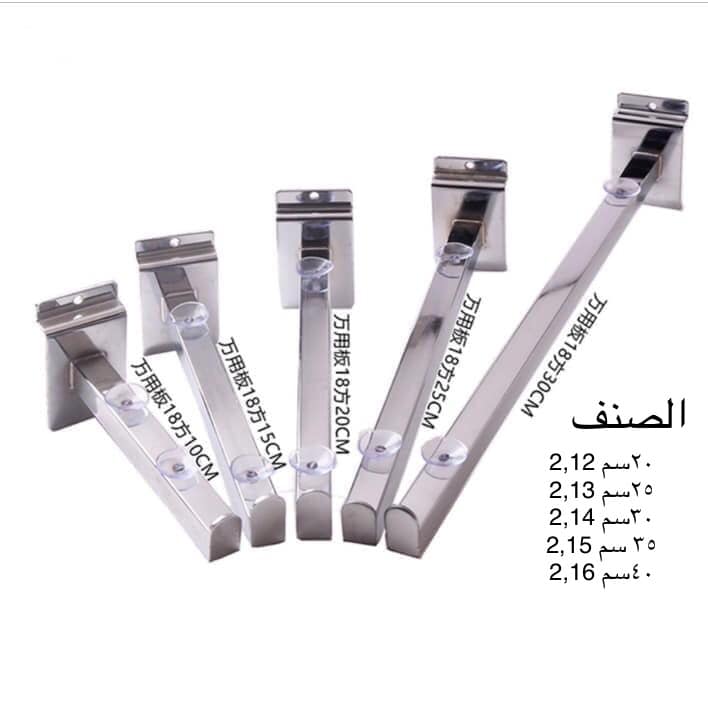 万用板18方10CM
万用板18方15CM
万用板18方20CM
万用板18方25CM
万用板18方30CM
الصنف
٢٠سم 2,12
٢٥سم 2,13
٣٠سم 2,14
٣٥ سم 2,15
٤٠سم 2,16